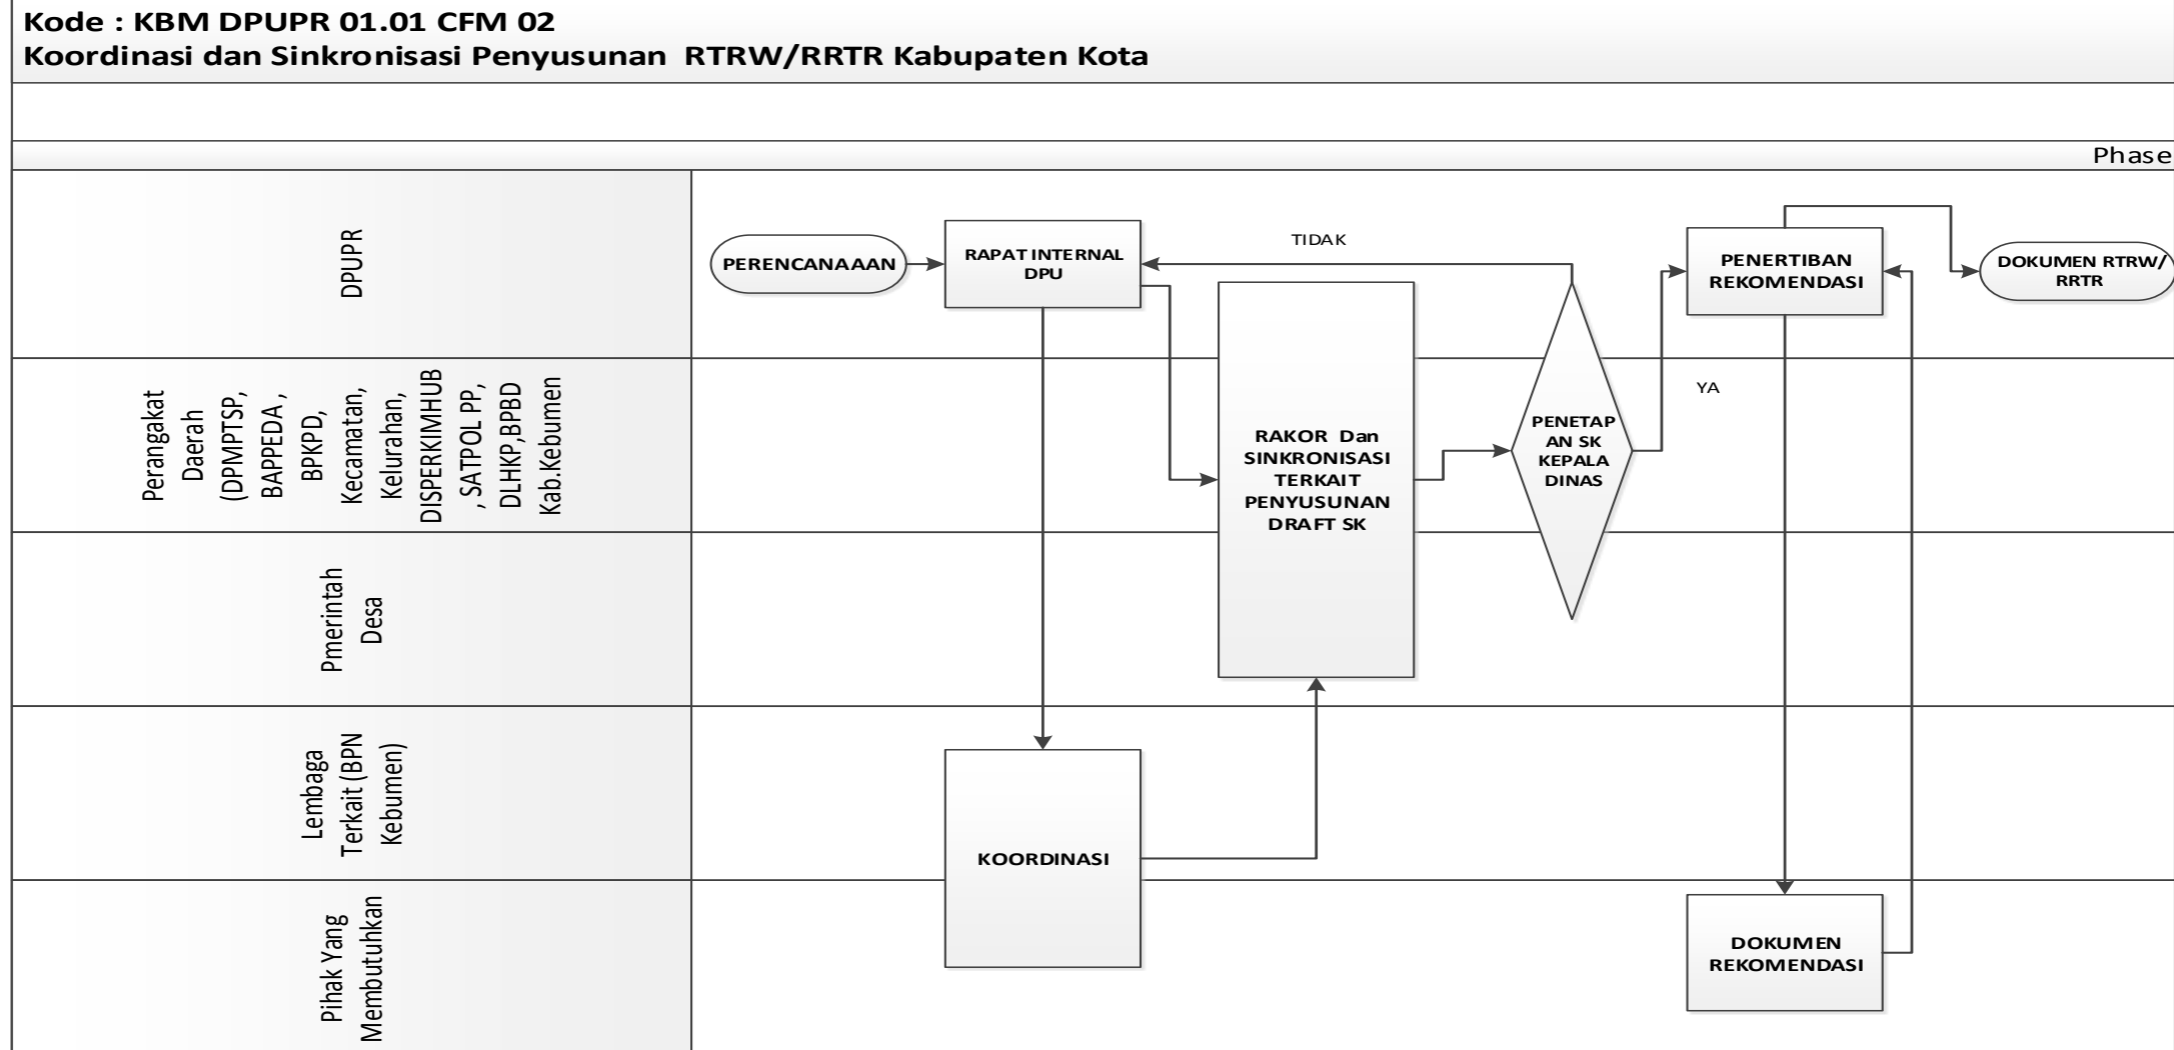 Kode : KBM DPUPR 01.01 CFM 02
Koordinasi dan Sinkronisasi Penyusunan RTRW/RRTR Kabupaten Kota
Phase
DPUPR
PERENCANAAAN
RAPAT INTERNAL
DPU
TIDAK
PENERTIBAN
REKOMENDASI
DOKUMEN RTRW/
RRTR
Perangakat
Daerah
(DPMPTSP,
BAPPEDA ,
BPKPD,
Kecamatan,
Kelurahan,
DISPERKIMHUB
, SATPOL PP,
DLHKP,BPBD
Kab.Kebumen
RAKOR Dan
SINKRONISASI
TERKAIT
PENYUSUNAN
DRAFT SK
PENETAP
AN SK
KEPALA
DINAS
YA
Pmerintah
Desa
Lembaga
Terkait (BPN
Kebumen)
KOORDINASI
Pihak Yang
Membutuhkan
DOKUMEN
REKOMENDASI